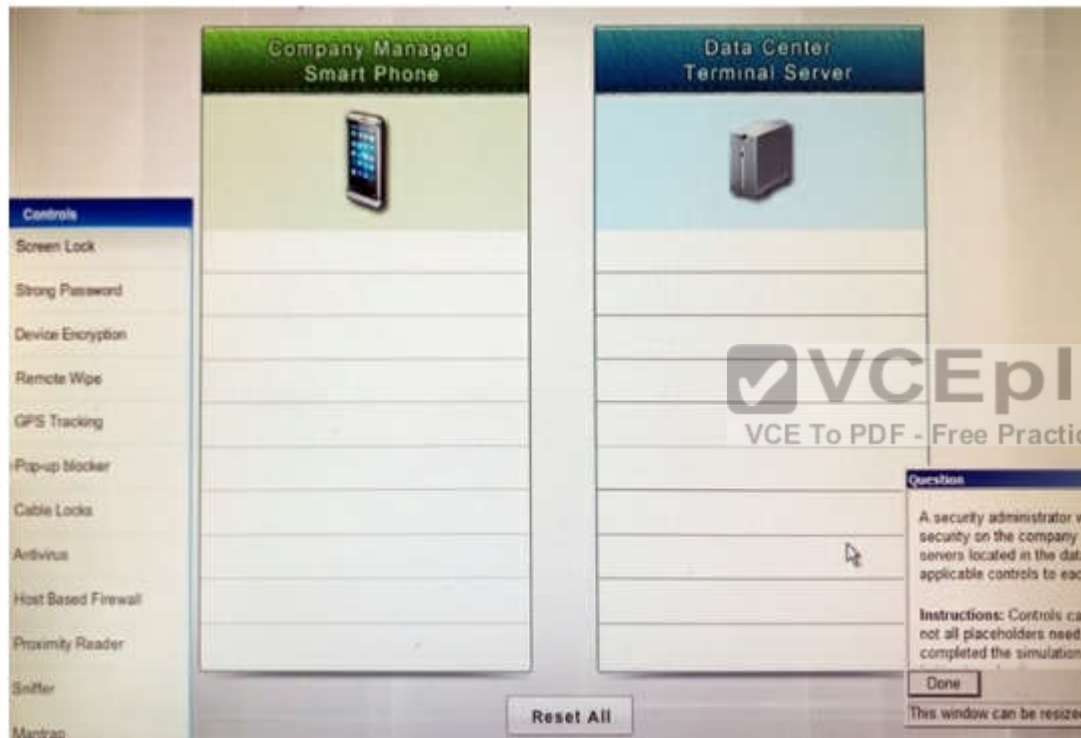 Company Managed
Smart Phone
Data Center
Terminal Server
Controls
Screen Lock
Strong Password
Device Encryption
Remote Wipe
GPS Tracking
Pop-up blocker
Cable Locks
Antivirus
Host Based Firewall
Proximity Reader
Sniffer
Mantrap
VCEpl
VCE To PDF - Free Practic
Question
A security administrator w
security on the company
servers located in the dat
applicable controls to eac
Instructions: Controls ca
not all placeholders need
completed the simulation
Done
This window can be resized
Reset All